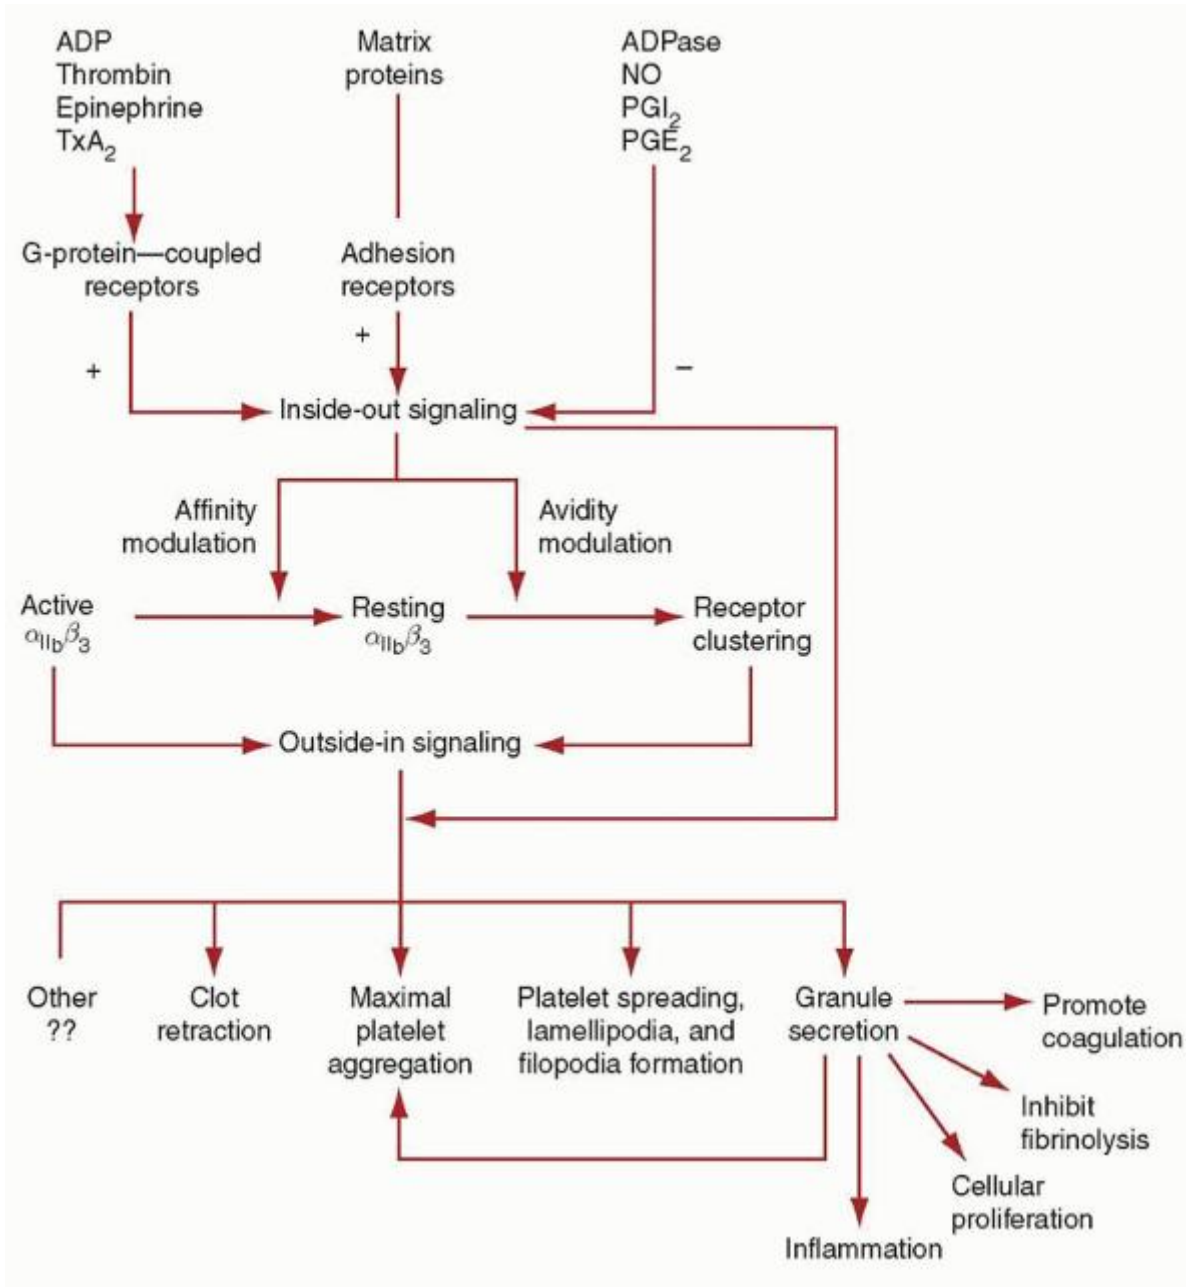 ADP
Thrombin
Epinephrine
TxA2
Matrix
proteins
ADPase
NO
PGI2
PGE2
G-protein—coupled
receptors
Adhesion
receptors
+
+
−
Inside-out signaling
Affinity
modulation
Avidity
modulation
Active
αIIbβ3
Resting
αIIbβ3
Receptor
clustering
Outside-in signaling
Other
??
Clot
retraction
Maximal
platelet
aggregation
Platelet spreading,
lamellipodia, and
filopodia formation
Granule
secretion
Promote
coagulation
Inhibit
fibrinolysis
Cellular
proliferation
Inflammation